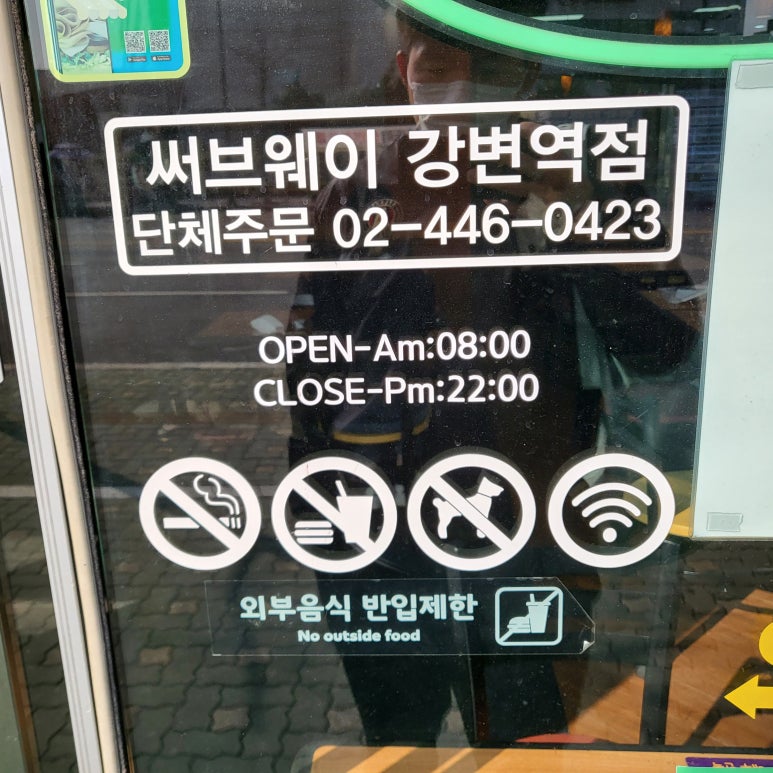 써브웨이 강변역점
단체주문 02-446-0423
OPEN-Am:08:00
CLOSE-Pm:22:00
외부음식 반입제한
No outside food